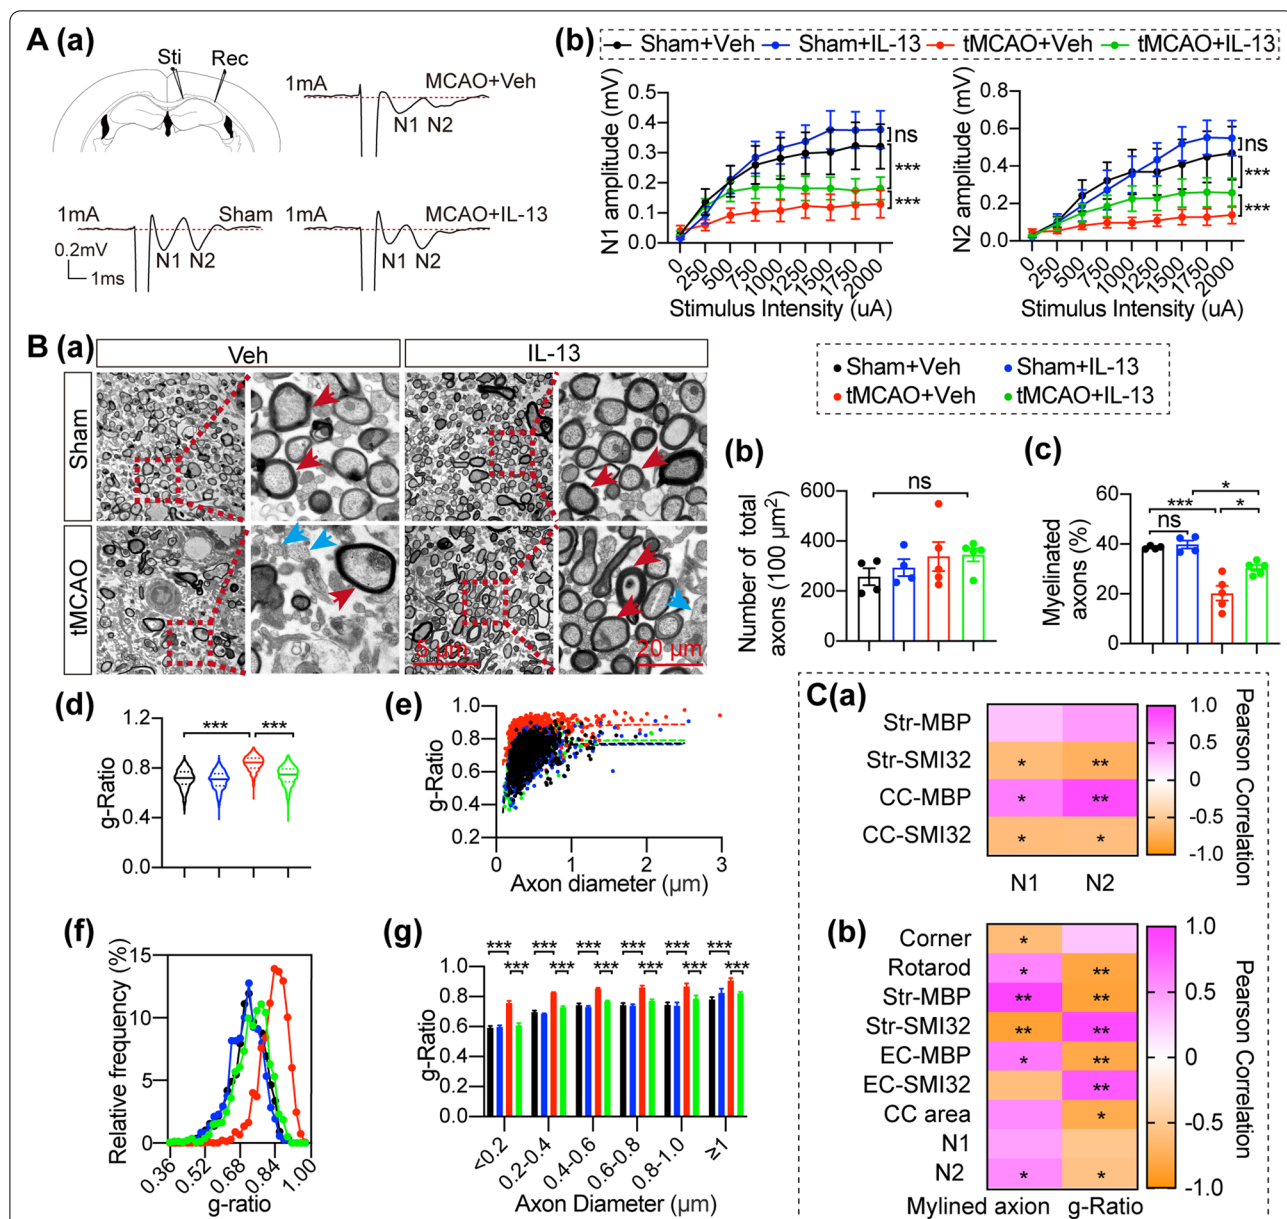 A (a)
Sti Rec
1mA MCAO+Veh
N1 N2
1mA Sham
N1 N2
0.2mV
1ms
1mA MCAO+IL-13
N1 N2
(b) Sham+Veh Sham+IL-13 tMCAO+Veh tMCAO+IL-13
N1 amplitude (mV)
0.5
0.4
0.3
0.2
0.1
0.0
ns
***
***
0 250 500 750 1000 1250 1500 1750 2000
Stimulus Intensity (uA)
N2 amplitude (mV)
0.8
0.6
0.4
0.2
0.0
ns
***
***
0 250 500 750 1000 1250 1500 1750 2000
Stimulus Intensity (uA)
B (a)
Veh IL-13
Sham
tMCAO
5 µm 20 µm
Sham+Veh Sham+IL-13
tMCAO+Veh tMCAO+IL-13
(b)
Number of total
axons (100 µm²)
600
400
200
0
ns
(c)
Myelinated
axons (%)
60
40
20
0
*
*** *
ns
(d)
g-Ratio
1.2
0.8
0.4
0.0
*** ***
(e)
g-Ratio
1.0
0.8
0.6
0.4
0.2
0 1 2 3
Axon diameter (µm)
(f)
Relative frequency (%)
15
10
5
0
0.36 0.52 0.68 0.84 1.00
g-ratio
(g)
g-Ratio
1.0
0.8
0.6
0.4
0.2
0.0
*** *** *** *** *** ***
*** *** *** *** *** ***
<0.2 0.2-0.4 0.4-0.6 0.6-0.8 0.8-1.0 ≥1
Axon Diameter (µm)
C(a)
Str-MBP
Str-SMI32 * **
CC-MBP * **
CC-SMI32 * *
N1 N2
1.0
0.5
0
-0.5
-1.0
Pearson Correlation
(b)
Corner *
Rotarod * **
Str-MBP ** **
Str-SMI32 ** **
EC-MBP * **
EC-SMI32 **
CC area *
N1
N2 * *
Mylined axion g-Ratio
1.0
0.5
0
-0.5
-1.0
Pearson Correlation